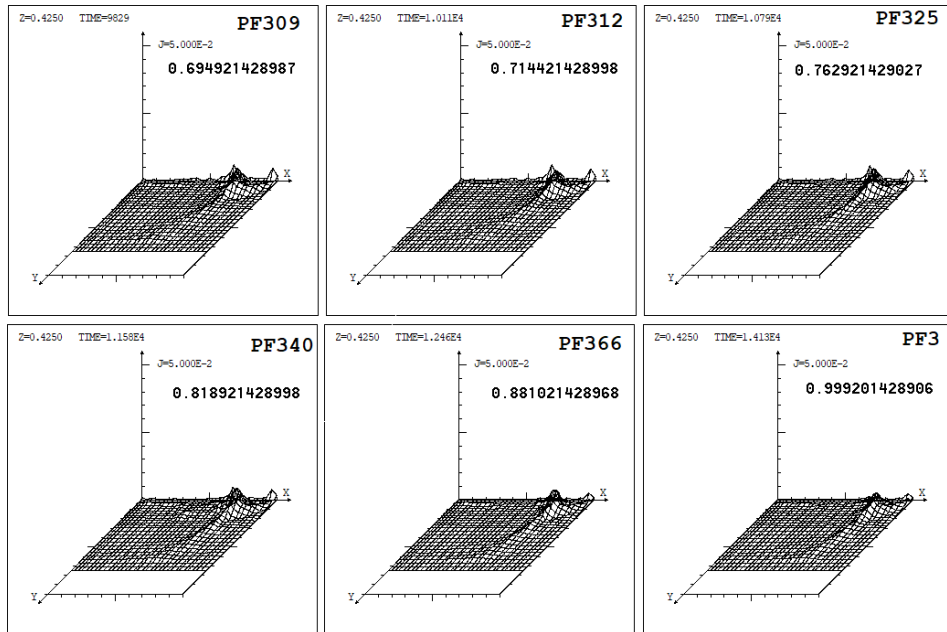 Z=0.4250 TIME=9829 PF309
J=5.000E-2
0.694921428987
X
Y
Z=0.4250 TIME=1.011E4 PF312
J=5.000E-2
0.714421428998
X
Y
Z=0.4250 TIME=1.079E4 PF325
J=5.000E-2
0.762921429027
X
Y
Z=0.4250 TIME=1.158E4 PF340
J=5.000E-2
0.818921428998
X
Y
Z=0.4250 TIME=1.246E4 PF366
J=5.000E-2
0.881021428968
X
Y
Z=0.4250 TIME=1.413E4 PF3
J=5.000E-2
0.999201428906
X
Y